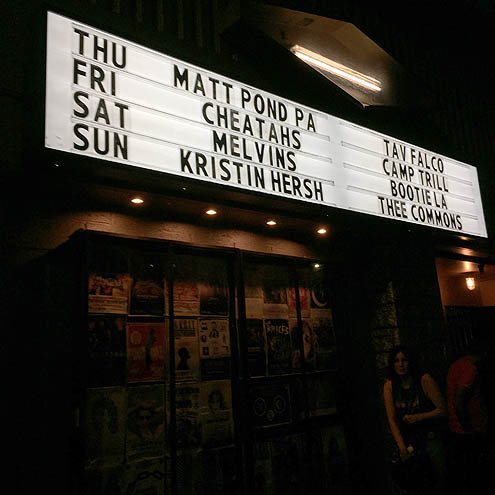 THU MATT POND PA TAV FALCO
FRI CHEATAHS CAMP TRILL
SAT MELVINS BOOTIE LA
SUN KRISTIN HERSH THEE COMMONS